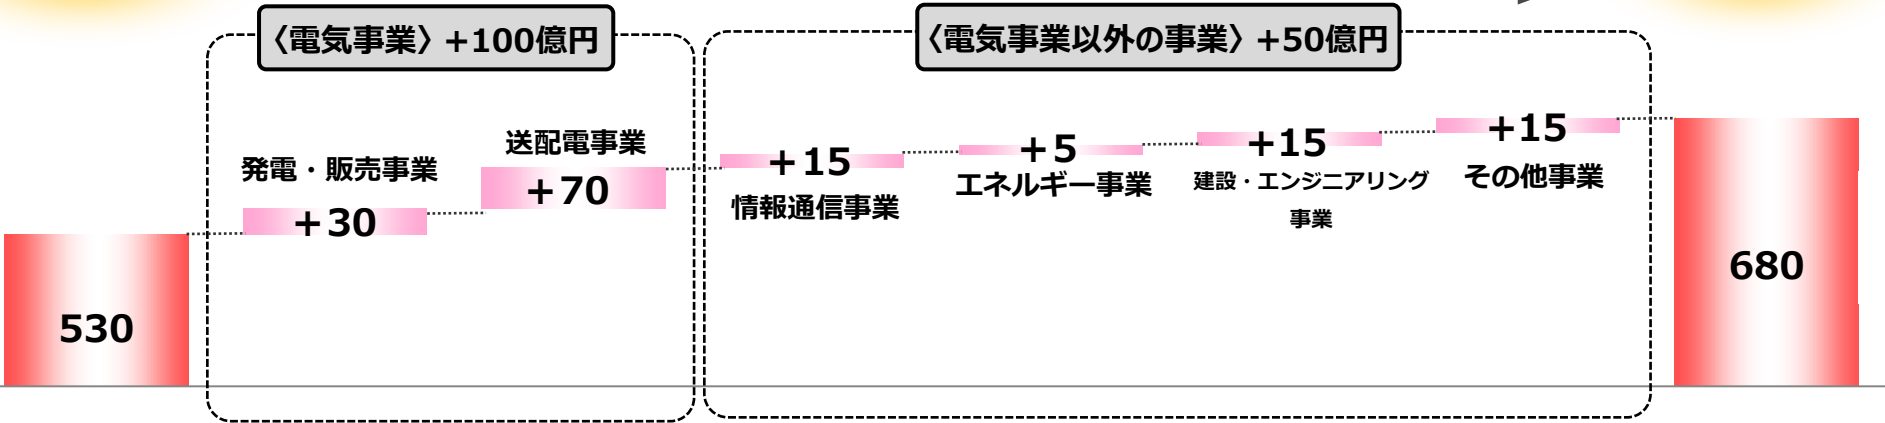 〈電気事業〉+100億円
〈電気事業以外の事業〉+50億円
530
発電・販売事業
+30
送配電事業
+70
+15
情報通信事業
+5
エネルギー事業
+15
建設・エンジニアリング
事業
+15
その他事業
680